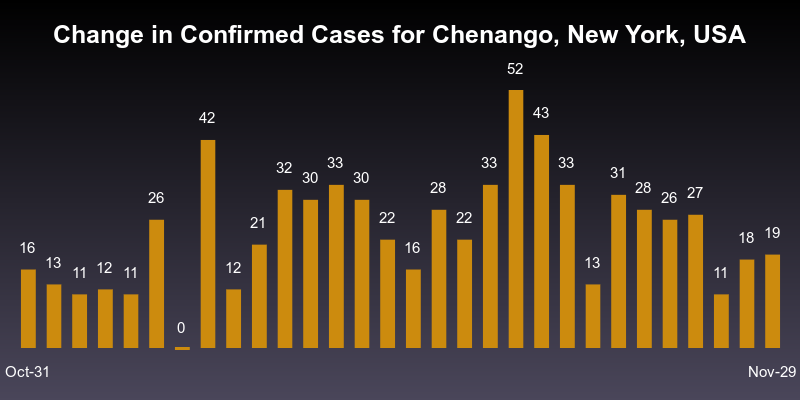 Change in Confirmed Cases for Chenango, New York, USA
16 13 11 12 11 26 0 42 12 21 32 30 33 30 22 16 28 22 33 52 43 33 13 31 28 26 27 11 18 19
Oct-31 Nov-29